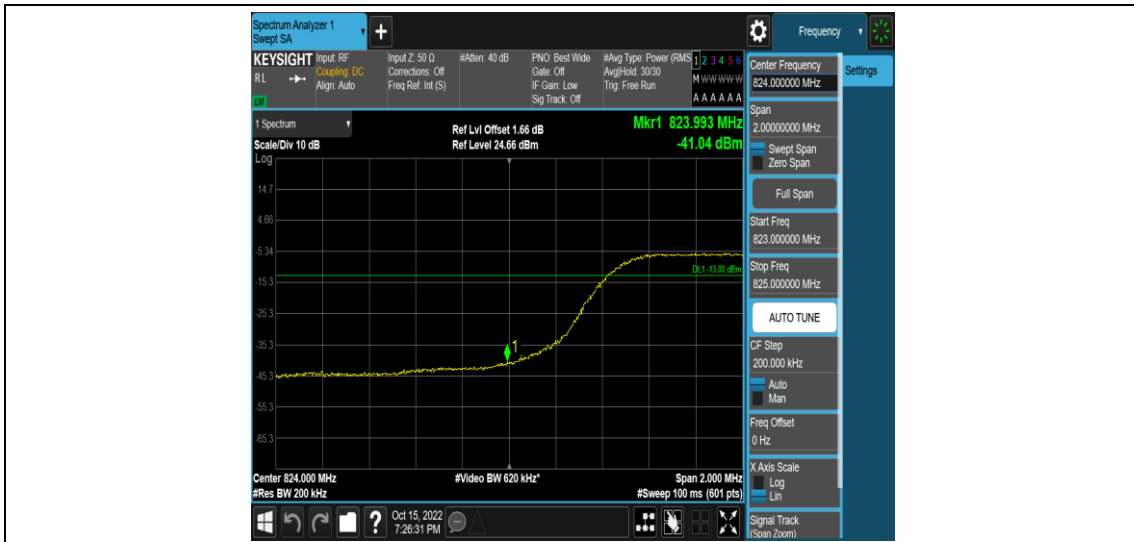 Spectrum Analyzer 1
Swept SA
+
Frequency
KEYSIGHT
RL
LXI
Input: RF
Coupling: DC
Align: Auto
Input Z: 50 Ω
Corrections: Off
Freq Ref: Int (S)
#Atten: 40 dB
PNO: Best Wide
Gate: Off
IF Gain: Low
Sig Track: Off
#Avg Type: Power (RMS
Avg|Hold: 30/30
Trig: Free Run
1 2 3 4 5 6
M W W W W W
A A A A A A
Settings
Center Frequency
824.000000 MHz
Span
2.00000000 MHz
Swept Span
Zero Span
Full Span
Start Freq
823.000000 MHz
Stop Freq
825.000000 MHz
AUTO TUNE
CF Step
200.000 kHz
Auto
Man
Freq Offset
0 Hz
X Axis Scale
Log
Lin
Signal Track
(Span Zoom)
1 Spectrum
Scale/Div 10 dB
Ref Lvl Offset 1.66 dB
Ref Level 24.66 dBm
Mkr1 823.993 MHz
-41.04 dBm
Log
14.7
4.66
-5.34
DL1 -13.00 dBm
-15.3
-25.3
-35.3
1
-45.3
-55.3
-65.3
Center 824.000 MHz
#Video BW 620 kHz*
Span 2.000 MHz
#Res BW 200 kHz
#Sweep 100 ms (601 pts)
?
Oct 15, 2022
7:26:31 PM